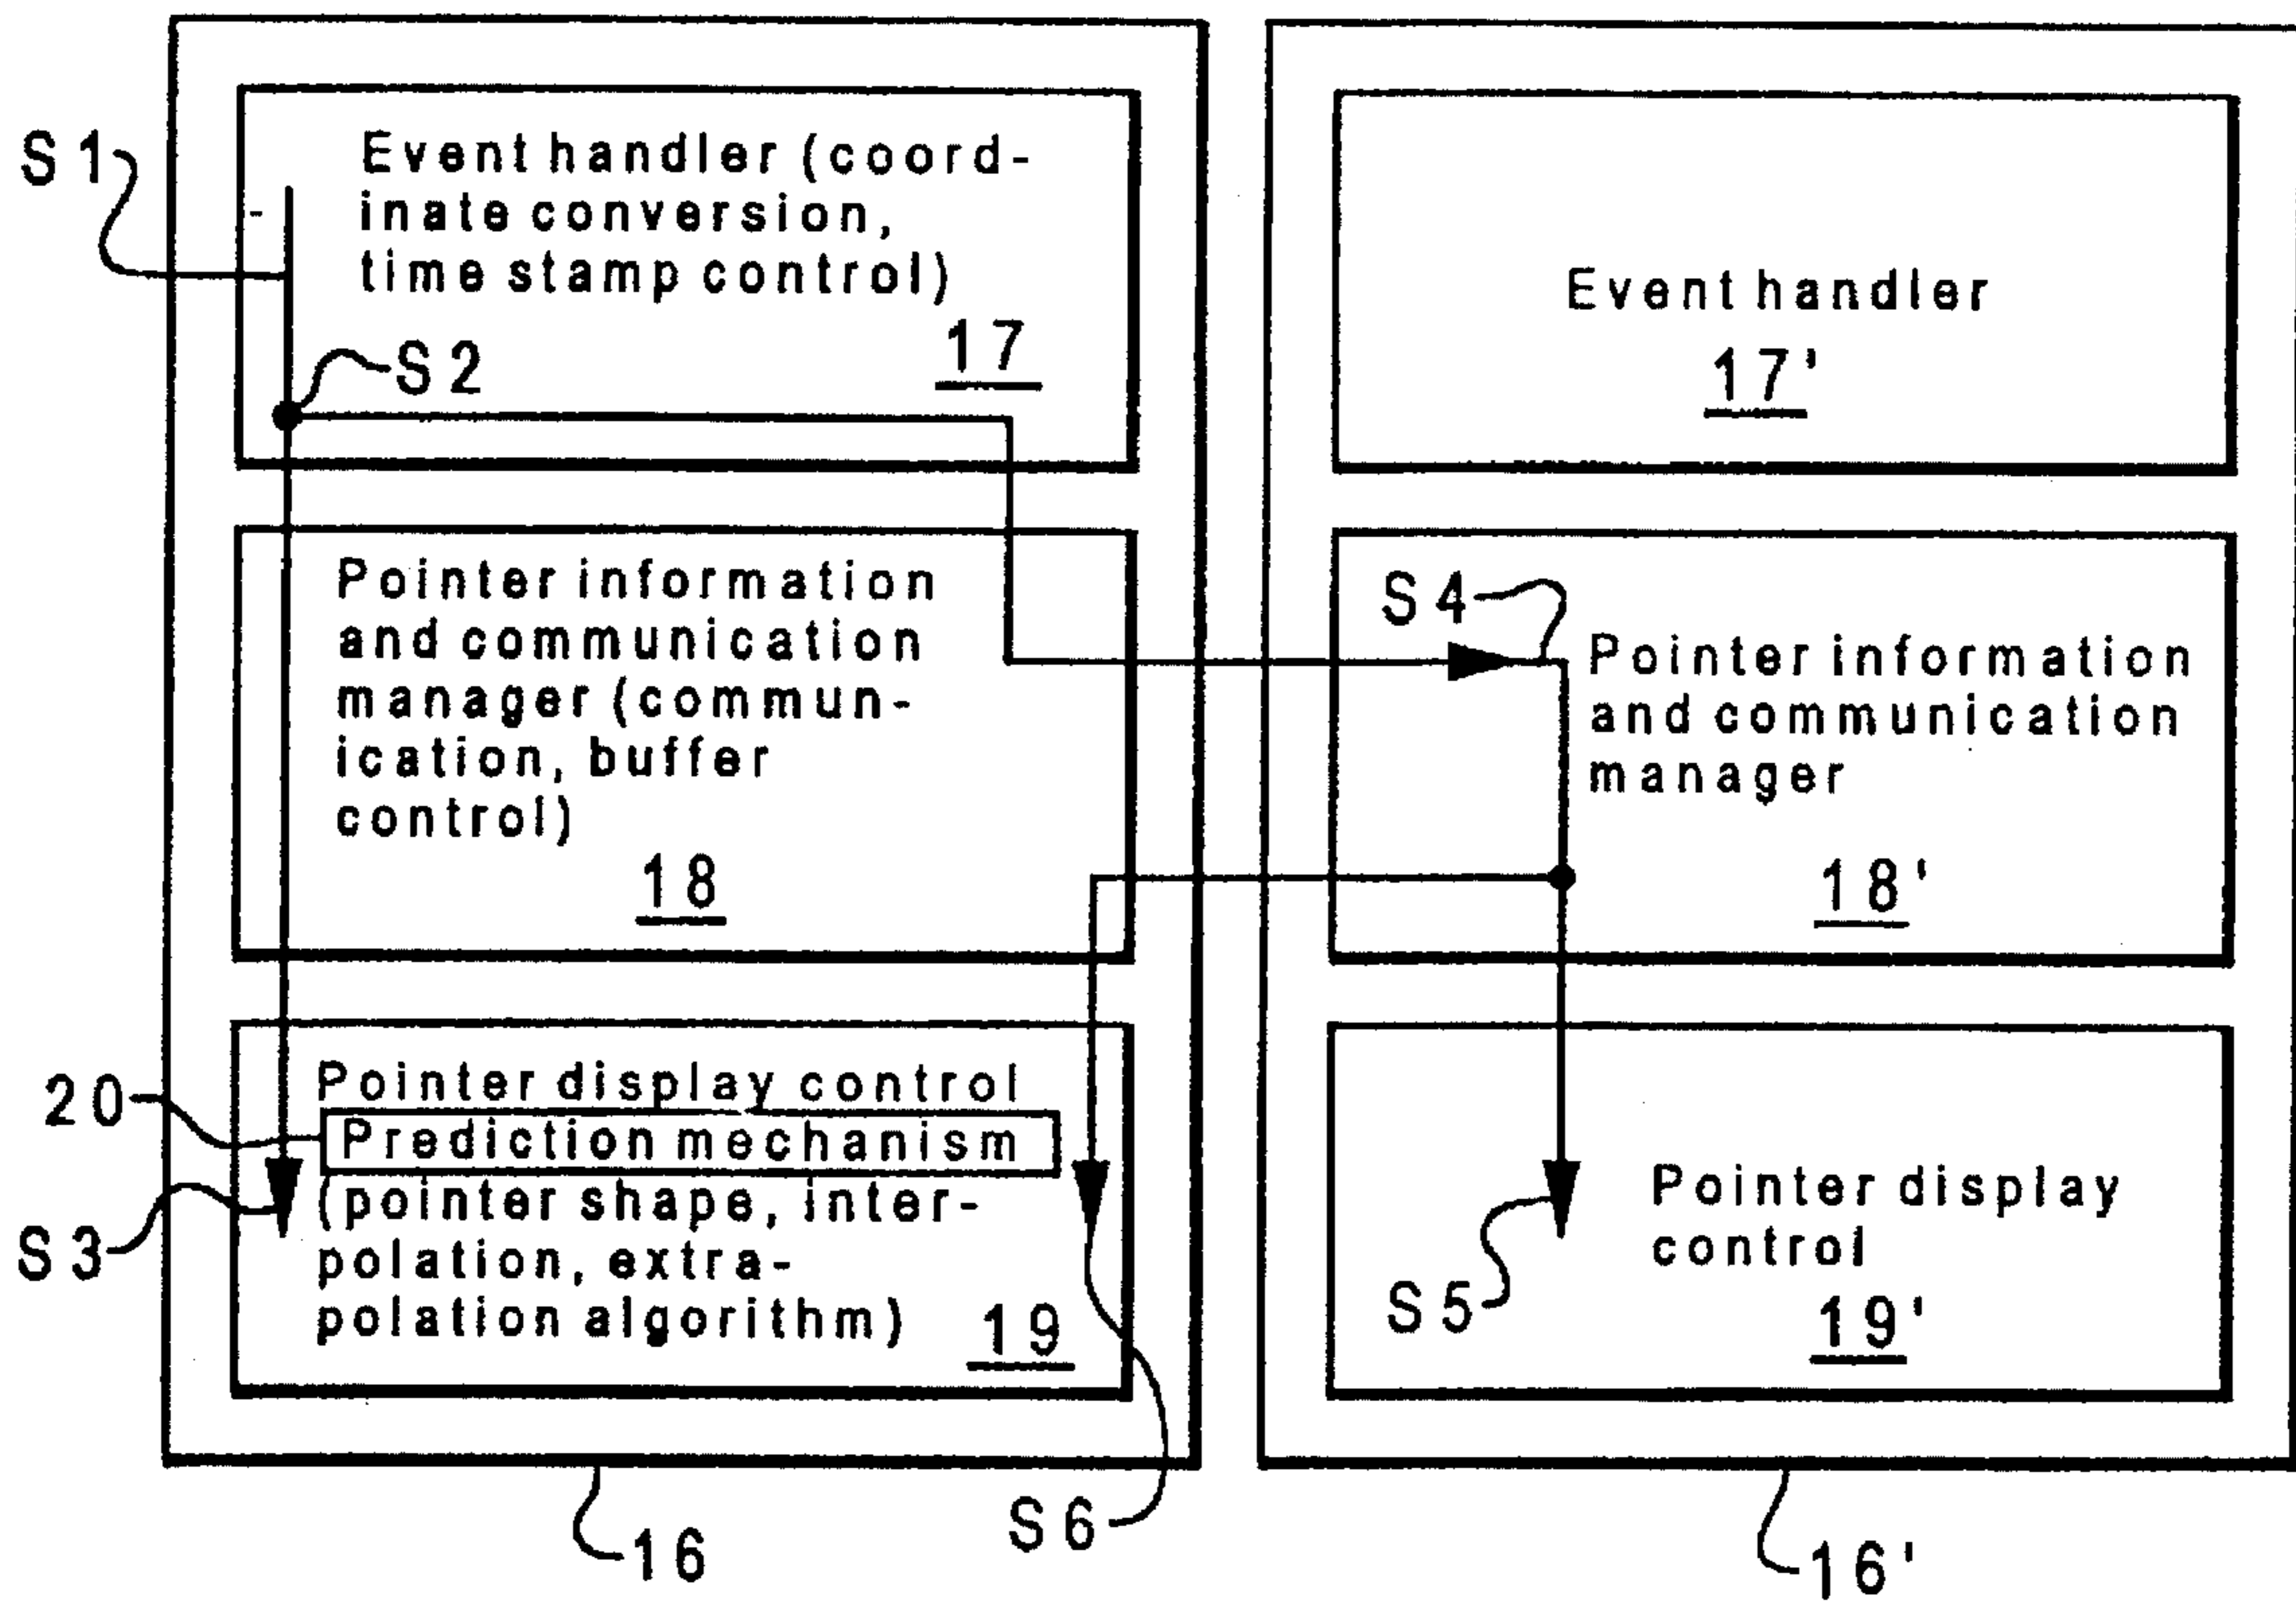 S1
Event handler (coord-
inate conversion,
time stamp control)
17
S2
Event handler
17'
Pointer information
and communication
manager (commun-
ication, buffer
control)
18
S4
Pointer information
and communication
manager
18'
20
Pointer display control
Prediction mechanism
(pointer shape, inter-
polation, extra-
polation algorithm)
19
S3
Pointer display
control
19'
S5
S6
16
16'